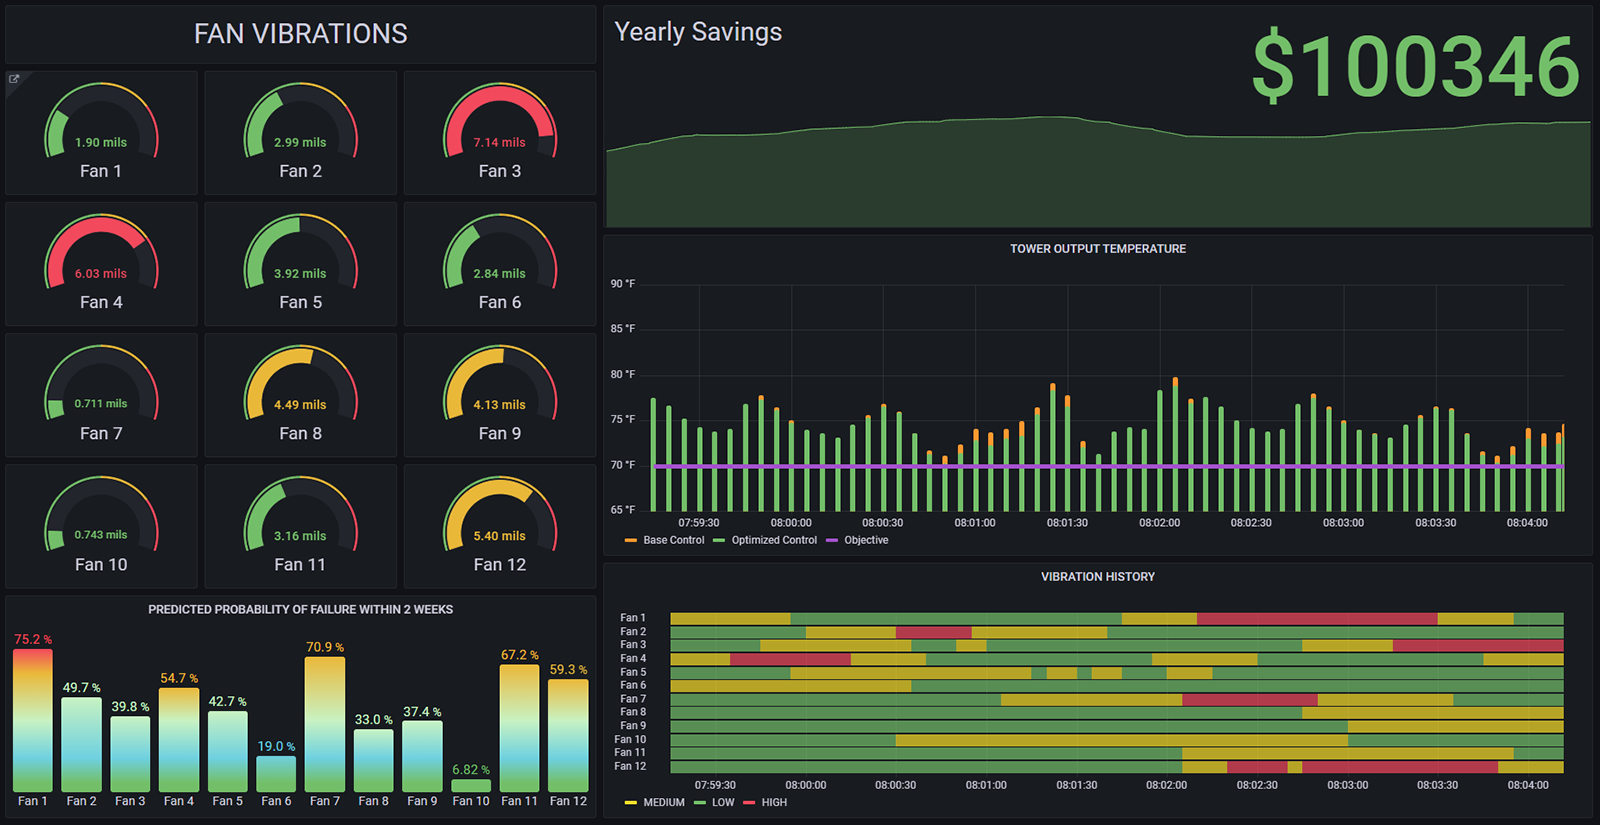 FAN VIBRATIONS
1.90 mils
Fan 1
2.99 mils
Fan 2
7.14 mils
Fan 3
6.03 mils
Fan 4
3.92 mils
Fan 5
2.84 mils
Fan 6
0.711 mils
Fan 7
4.49 mils
Fan 8
4.13 mils
Fan 9
0.743 mils
Fan 10
3.16 mils
Fan 11
5.40 mils
Fan 12
PREDICTED PROBABILITY OF FAILURE WITHIN 2 WEEKS
75.2 %
49.7 %
39.8 %
54.7 %
42.7 %
19.0 %
70.9 %
33.0 %
37.4 %
6.82 %
67.2 %
59.3 %
Fan 1 Fan 2 Fan 3 Fan 4 Fan 5 Fan 6 Fan 7 Fan 8 Fan 9 Fan 10 Fan 11 Fan 12
Yearly Savings
$100346
TOWER OUTPUT TEMPERATURE
90 °F
85 °F
80 °F
75 °F
70 °F
65 °F
07:59:30 08:00:00 08:00:30 08:01:00 08:01:30 08:02:00 08:02:30 08:03:00 08:03:30 08:04:00
Base Control Optimized Control Objective
VIBRATION HISTORY
Fan 1
Fan 2
Fan 3
Fan 4
Fan 5
Fan 6
Fan 7
Fan 8
Fan 9
Fan 10
Fan 11
Fan 12
07:59:30 08:00:00 08:00:30 08:01:00 08:01:30 08:02:00 08:02:30 08:03:00 08:03:30 08:04:00
MEDIUM LOW HIGH